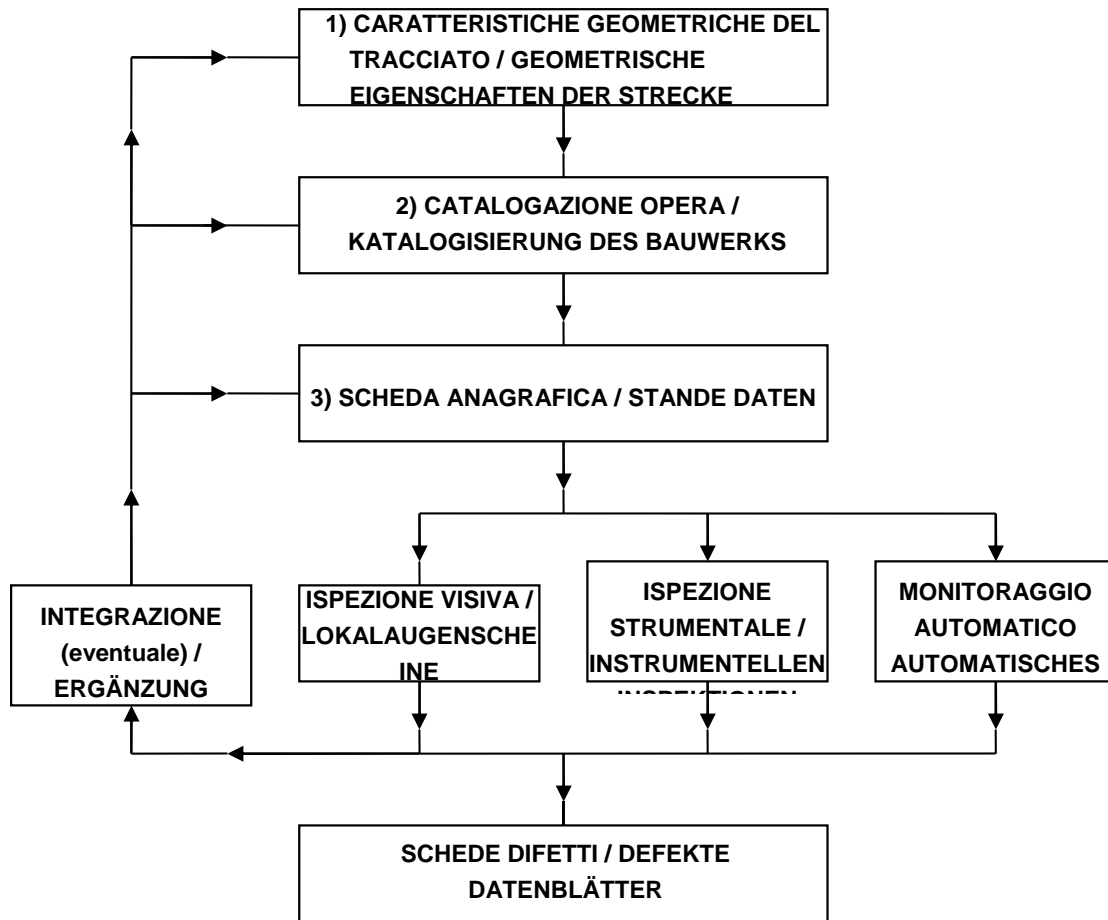 1) CARATTERISTICHE GEOMETRICHE DEL
TRACCIATO / GEOMETRISCHE
EIGENSCHAFTEN DER STRECKE
2) CATALOGAZIONE OPERA /
KATALOGISIERUNG DES BAUWERKS
3) SCHEDA ANAGRAFICA / STANDE DATEN
INTEGRAZIONE
(eventuale) /
ERGÄNZUNG
ISPEZIONE VISIVA /
LOKALAUGENSCHE
INE
ISPEZIONE
STRUMENTALE /
INSTRUMENTELLEN
INSPEKTIONEN
MONITORAGGIO
AUTOMATICO
AUTOMATISCHES
SCHEDE DIFETTI / DEFEKTE
DATENBLÄTTER